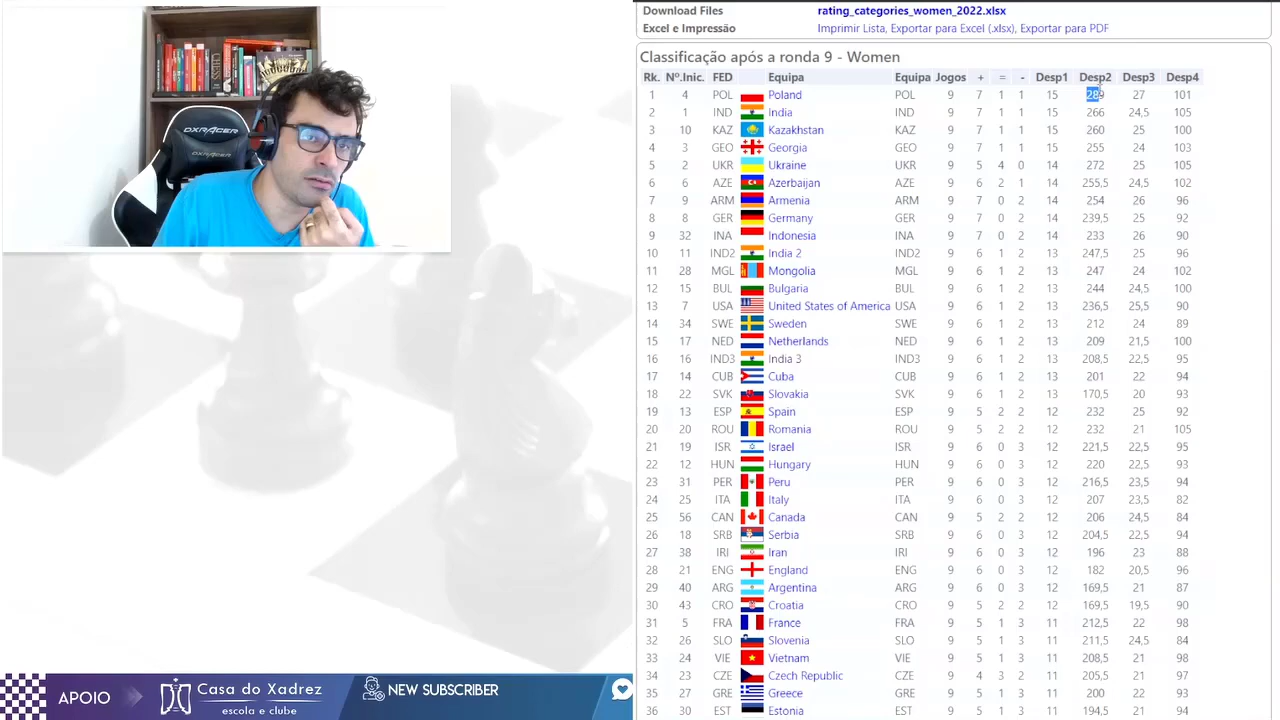 DXRACER
CHESS
Download Files rating_categories_women_2022.xlsx
Excel e Impressão Imprimir Lista, Exportar para Excel (.xlsx), Exportar para PDF
Classificação após a ronda 9 - Women
Rk. Nº.Inic. FED Equipa Equipa Jogos + = - Desp1 Desp2 Desp3 Desp4
1 4 POL Poland POL 9 7 1 1 15 289 27 101
2 1 IND India IND 9 7 1 1 15 266 24,5 105
3 10 KAZ Kazakhstan KAZ 9 7 1 1 15 260 25 100
4 3 GEO Georgia GEO 9 7 1 1 15 255 24 103
5 2 UKR Ukraine UKR 9 5 4 0 14 272 25 103
6 6 AZE Azerbaijan AZE 9 6 2 1 14 255,5 24,5 102
7 9 ARM Armenia ARM 9 7 0 2 14 254 26 96
8 8 GER Germany GER 9 7 0 2 14 239,5 25 92
9 32 INA Indonesia INA 9 7 0 2 14 233 26 90
10 11 IND2 India 2 IND2 9 6 1 2 13 247,5 25 96
11 28 MGL Mongolia MGL 9 6 1 2 13 247 24 102
12 15 BUL Bulgaria BUL 9 6 1 2 13 244 24,5 100
13 7 USA United States of America USA 9 6 1 2 13 236,5 25,5
14 34 SWE Sweden SWE 9 6 1 2 13 212 24 89
15 17 NED Netherlands NED 9 6 1 2 13 209 21,5 100
16 16 IND3 India 3 IND3 9 6 1 2 13 208,5 22,5
17 14 CUB Cuba CUB 9 6 1 2 13 201 22 94
18 22 SVK Slovakia SVK 9 6 1 2 13 170,5 20 93
19 13 ESP Spain ESP 9 5 2 2 12 232 25
20 20 ROU Romania ROU 9 5 2 2 12 232 21 105
21 19 ISR Israel ISR 9 6 0 3 12 221,5 22,5
22 12 HUN Hungary HUN 9 6 0 3 12 220 22,5 93
23 31 PER Peru PER 9 6 0 3 12 216,5 23,5 94
24 25 ITA Italy ITA 9 6 0 3 12 207 23,5
25 56 CAN Canada CAN 9 5 2 2 12 206 24,5 84
26 18 SRB Serbia SRB 9 6 0 3 12 204,5 22,5 94
27 38 IRI Iran IRI 9 6 0 3 12 196 23 88
28 21 ENG England ENG 9 6 0 3 12 182 20,5
29 40 ARG Argentina ARG 9 6 0 3 12 169,5 21
30 43 CRO Croatia CRO 9 5 2 2 12 169,5 19,5 90
31 5 FRA France FRA 9 5 1 3 11 212,5 22 98
32 26 SLO Slovenia SLO 9 5 1 3 11 211,5 24,5 84
33 24 VIE Vietnam VIE 9 5 1 3 11 208,5 21 98
34 23 CZE Czech Republic CZE 9 4 3 2 11 205,5 21 97
35 27 GRE Greece GRE 9 5 1 3 11 200 22
36 30 EST Estonia EST 9 5 1 3 11 194,5 21 94
APOIO
Casa do Xadrez
escola e clube
NEW SUBSCRIBER